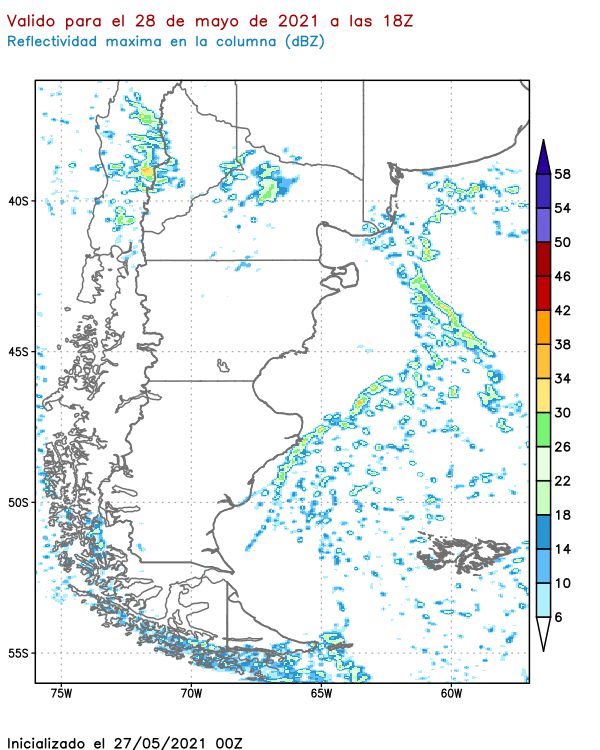 Valido para el 28 de mayo de 2021 a las 18Z
Reflectividad maxima en la columna (dBZ)
58
54
50
46
42
38
34
30
26
22
18
14
10
6
40S
45S
50S
55S
75W 70W 65W 60W
Inicializado el 27/05/2021 00Z